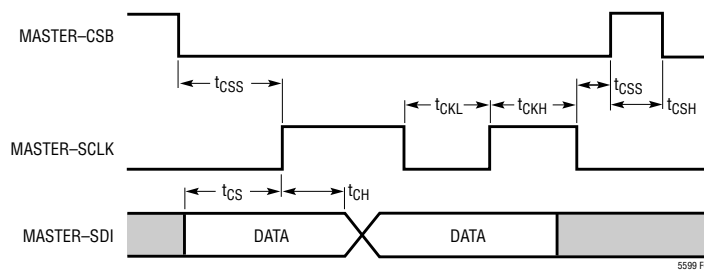 MASTER–CSB
tCSS
tCKL
tCKH
tCSS
tCSH
MASTER–SCLK
tCS
tCH
MASTER–SDI
DATA
DATA
5599 F